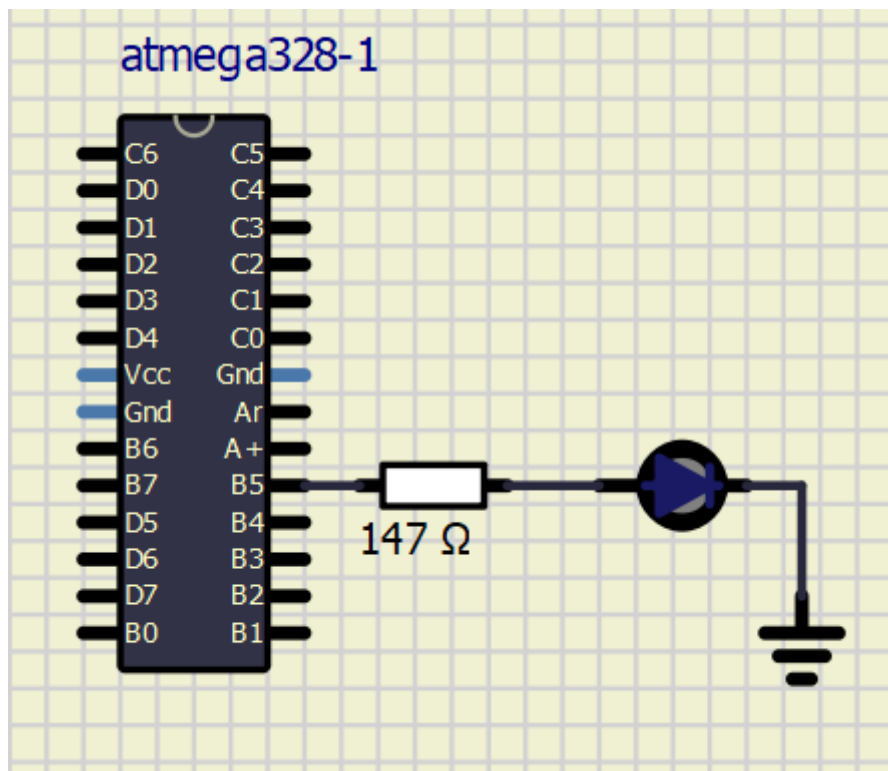 atmega328-1
C6 C5
D0 C4
D1 C3
D2 C2
D3 C1
D4 C0
Vcc Gnd
Gnd Ar
B6 A+
B7 B5
D5 B4
D6 B3
D7 B2
B0 B1
147 Ω